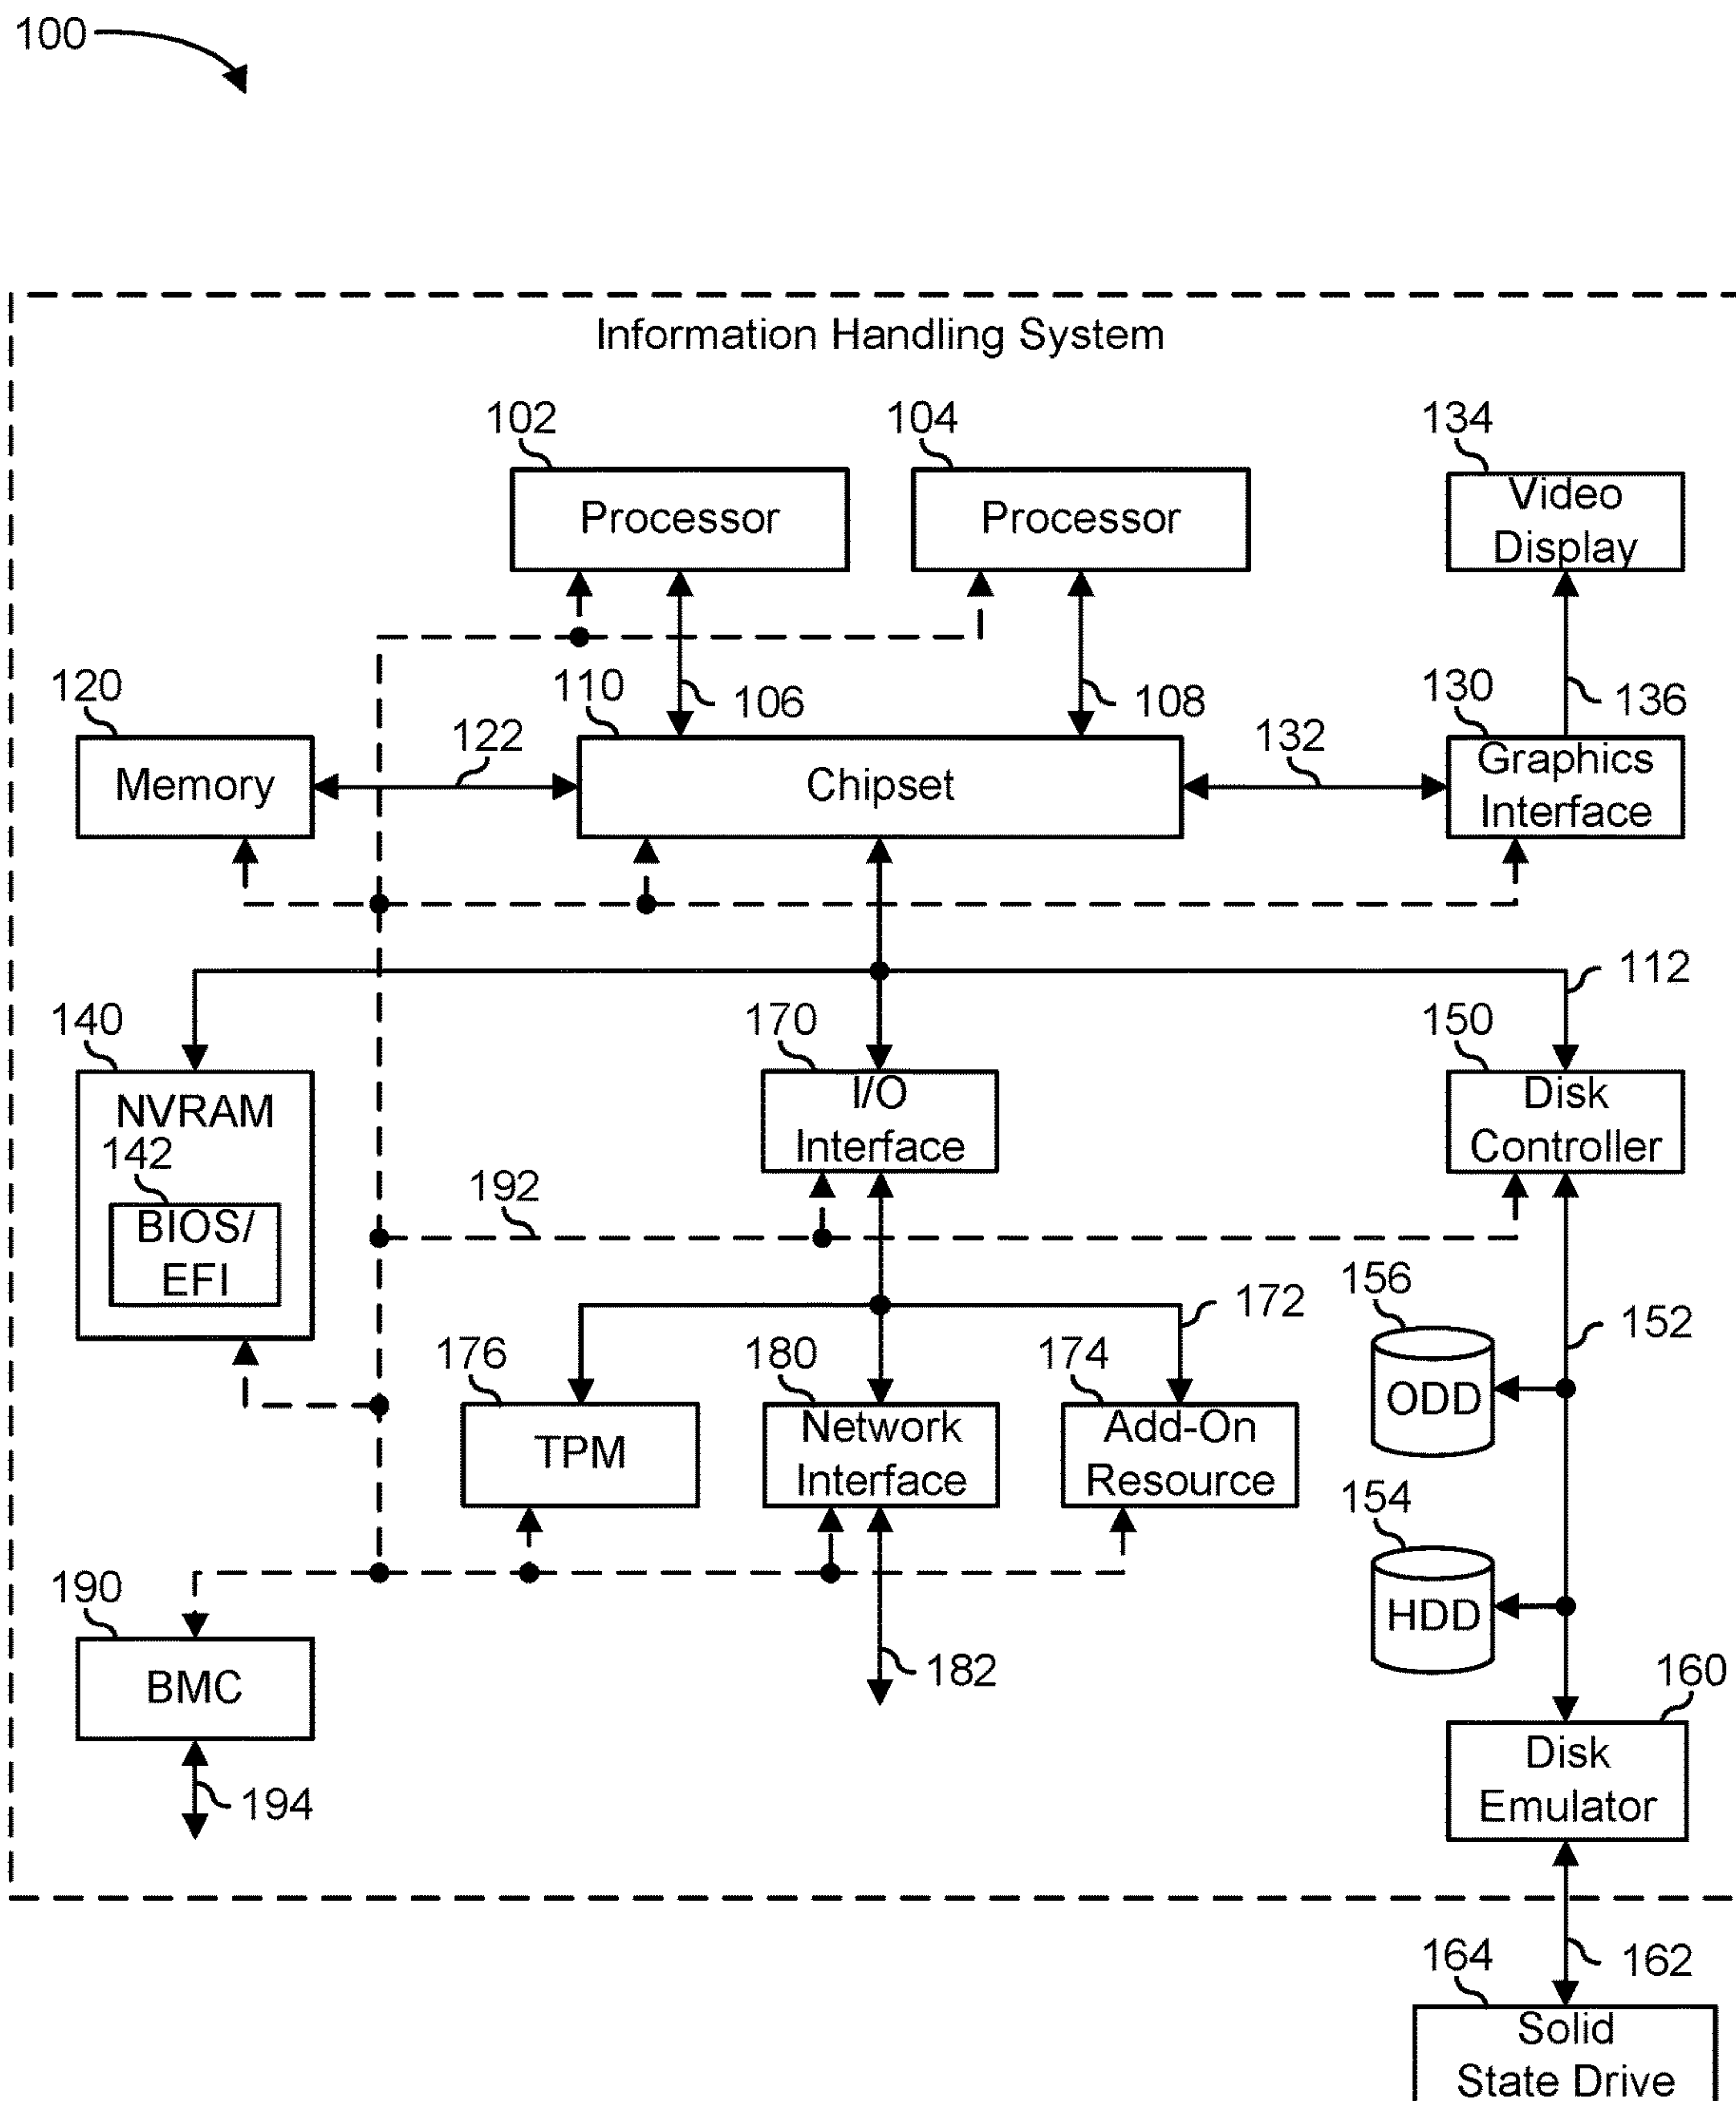 100
Information Handling System
102
104
134
Processor
Processor
Video
Display
120
110
106
108
130
136
122
132
Memory
Chipset
Graphics
Interface
112
140
170
150
NVRAM
I/O
Interface
Disk
Controller
142
BIOS/
EFI
192
156
172
152
176
180
174
ODD
TPM
Network
Interface
Add-On
Resource
154
HDD
190
BMC
182
160
Disk
Emulator
194
164
162
Solid
State Drive